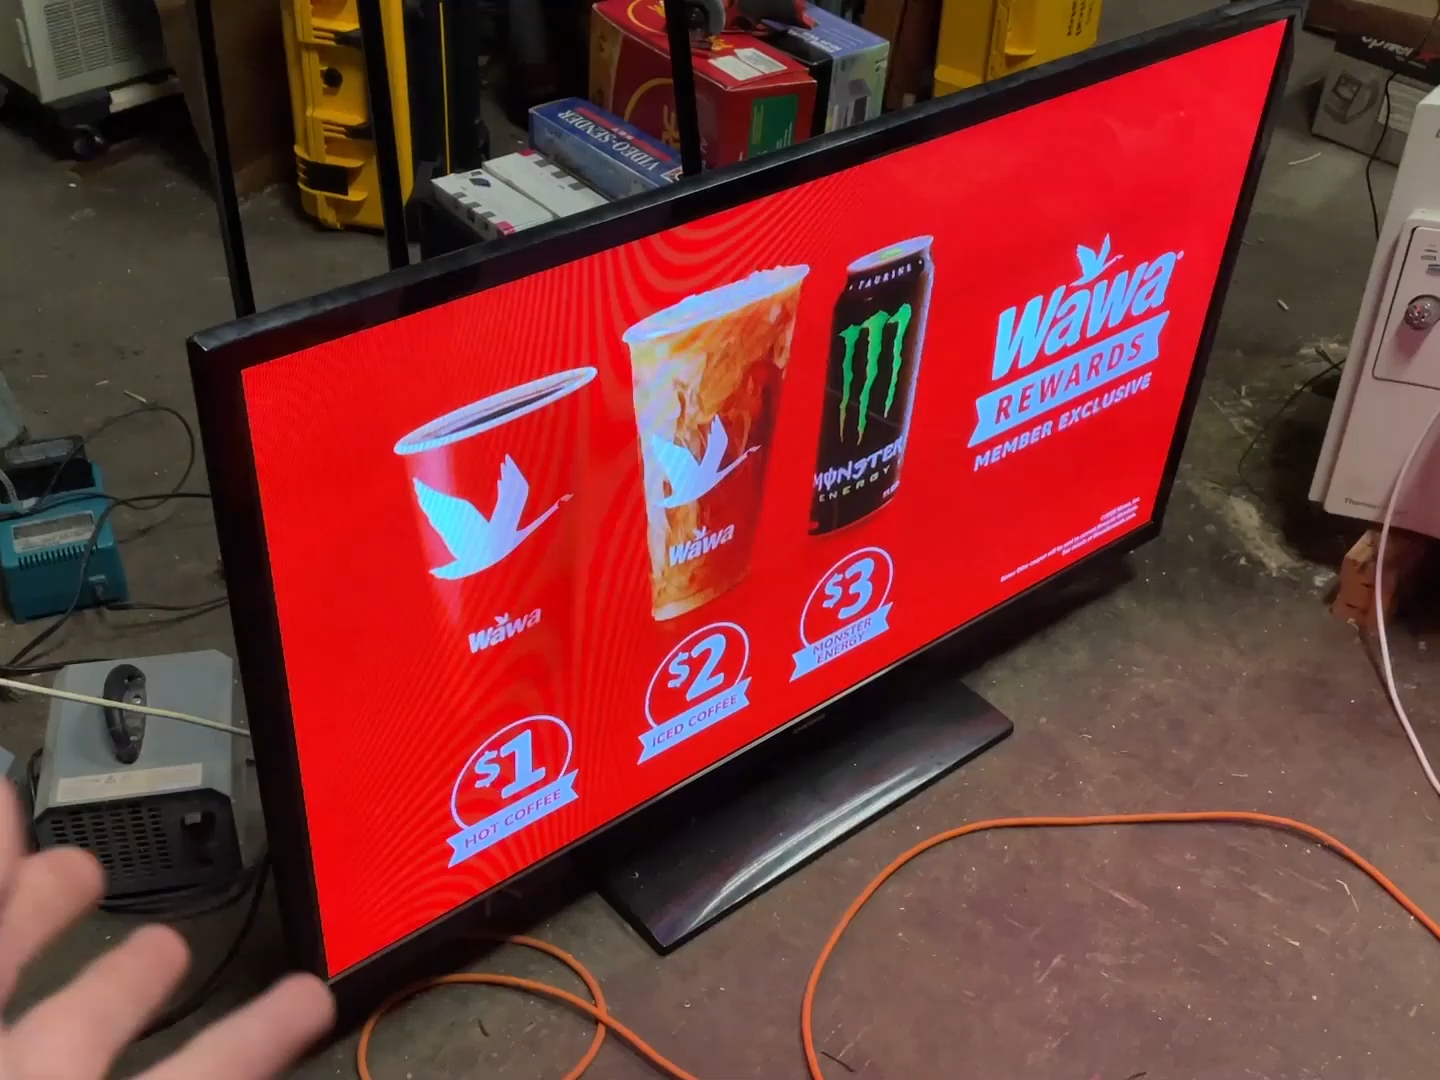 VIDEO-SENDER
TAURINE
MONSTER
ENERGY
Wawa
Wawa
Wawa
REWARDS
MEMBER EXCLUSIVE
$1
HOT COFFEE
$2
ICED COFFEE
$3
MONSTER
ENERGY